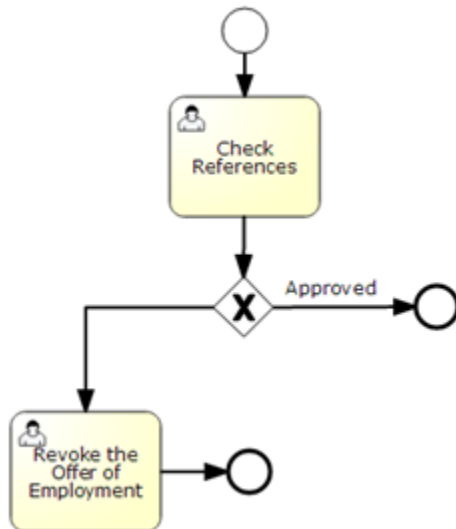 Check
References
Approved
Revoke the
Offer of
Employment